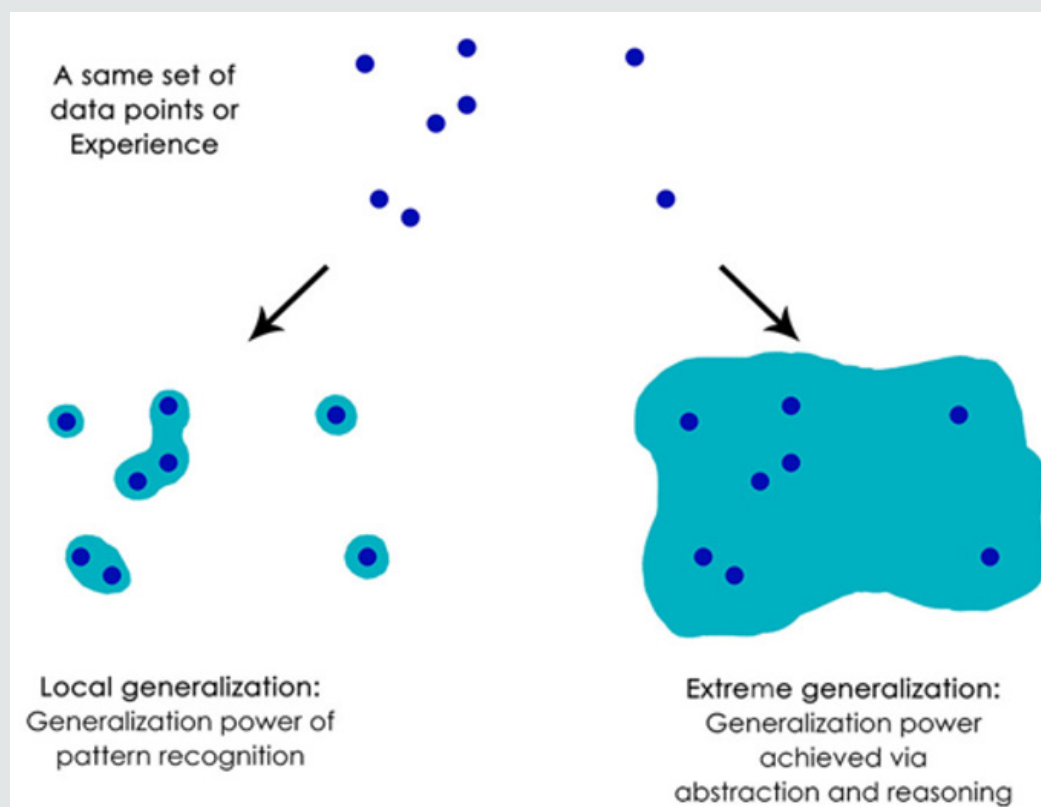 A same set of
data points or
Experience
Local generalization:
Generalization power of
pattern recognition
Extreme generalization:
Generalization power
achieved via
abstraction and reasoning